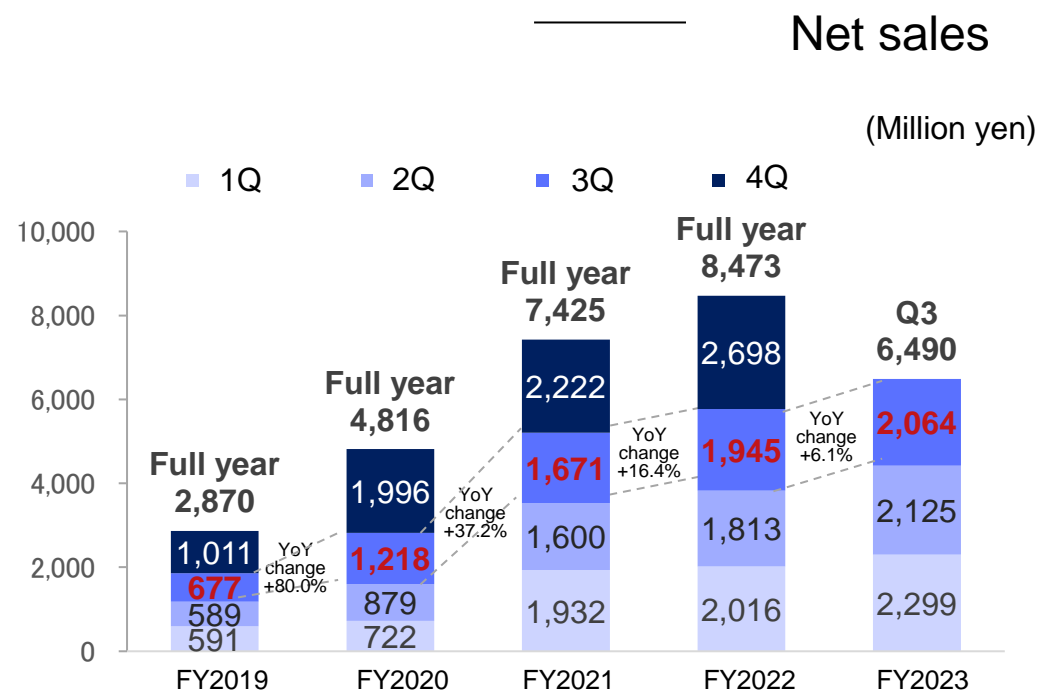 Net sales
(Million yen)
1Q 2Q 3Q 4Q
10,000
8,000
6,000
4,000
2,000
0
Full year
2,870
1,011
677
589
591
FY2019
YoY
change
+80.0%
Full year
4,816
1,996
1,218
879
722
FY2020
YoY
change
+37.2%
Full year
7,425
2,222
1,671
1,600
1,932
FY2021
YoY
change
+16.4%
Full year
8,473
2,698
1,945
1,813
2,016
FY2022
YoY
change
+6.1%
Q3
6,490
2,064
2,125
2,299
FY2023